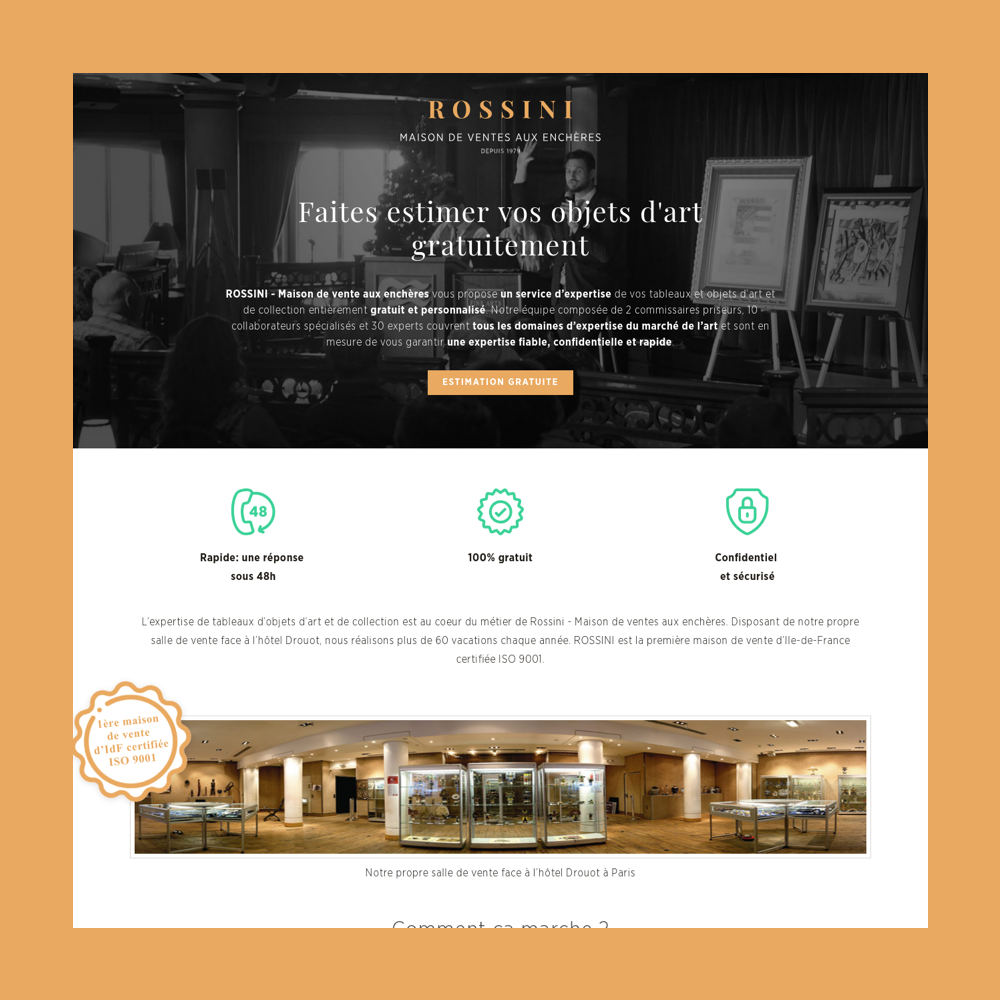 ROSSINI
MAISON DE VENTES AUX ENCHÈRES
DEPUIS 1979
Faites estimer vos objets d'art
gratuitement
ROSSINI - Maison de vente aux enchères vous propose un service d'expertise de vos tableaux et objets d'art et
de collection entièrement gratuit et personnalisé. Notre équipe composée de 2 commissaires priseurs, 10
collaborateurs spécialisés et 30 experts couvrent tous les domaines d'expertise du marché de l'art et sont en
mesure de vous garantir une expertise fiable, confidentielle et rapide.
ESTIMATION GRATUITE
48
Rapide: une réponse
sous 48h
100% gratuit
Confidentiel
et sécurisé
L'expertise de tableaux d'objets d'art et de collection est au coeur du métier de Rossini - Maison de ventes aux enchères. Disposant de notre propre
salle de vente face à l'hôtel Drouot, nous réalisons plus de 60 vacations chaque année. ROSSINI est la première maison de vente d'Ile-de-France
certifiée ISO 9001.
1ère maison
de vente
d'IdF certifiée
ISO 9001
Notre propre salle de vente face à l'hôtel Drouot à Paris
Comment ça marche ?